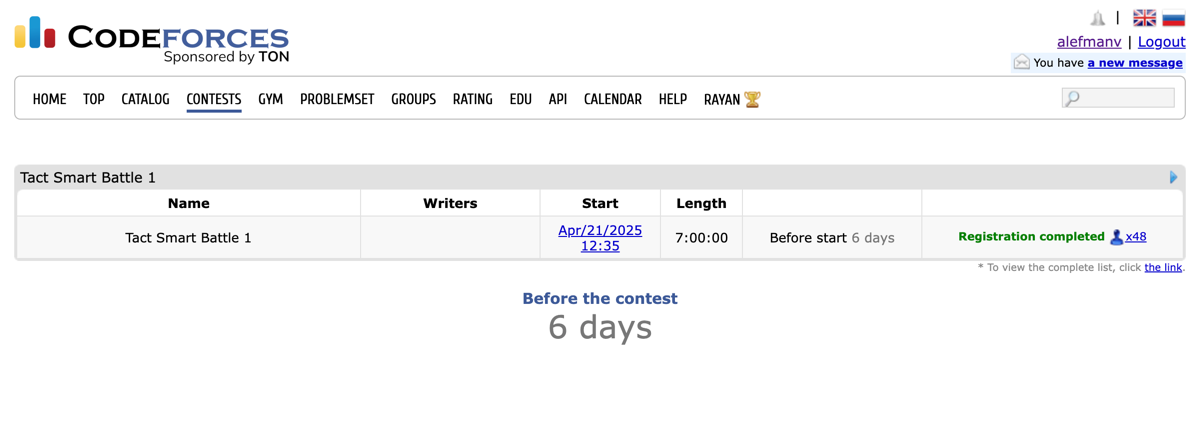 CODEFORCES
Sponsored by TON
|
alefmanv | Logout
You have a new message
HOME TOP CATALOG CONTESTS GYM PROBLEMSET GROUPS RATING EDU API CALENDAR HELP RAYAN
Tact Smart Battle 1
Name Writers Start Length
Tact Smart Battle 1 Apr/21/2025 12:35 7:00:00 Before start 6 days Registration completed x48
* To view the complete list, click the link.
Before the contest
6 days